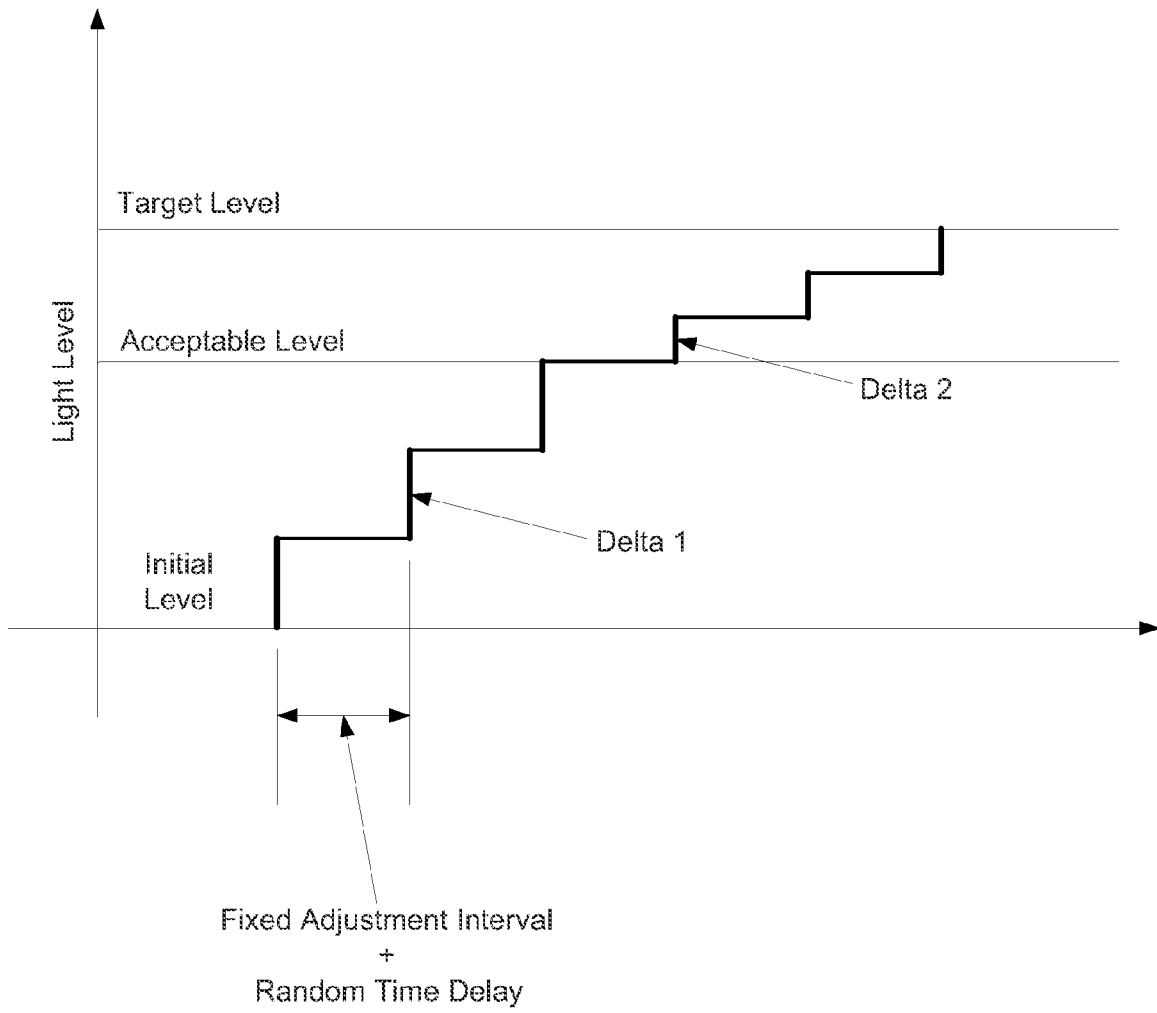 Target Level
Light Level
Acceptable Level
Delta 2
Delta 1
Initial
Level
Fixed Adjustment Interval
+
Random Time Delay